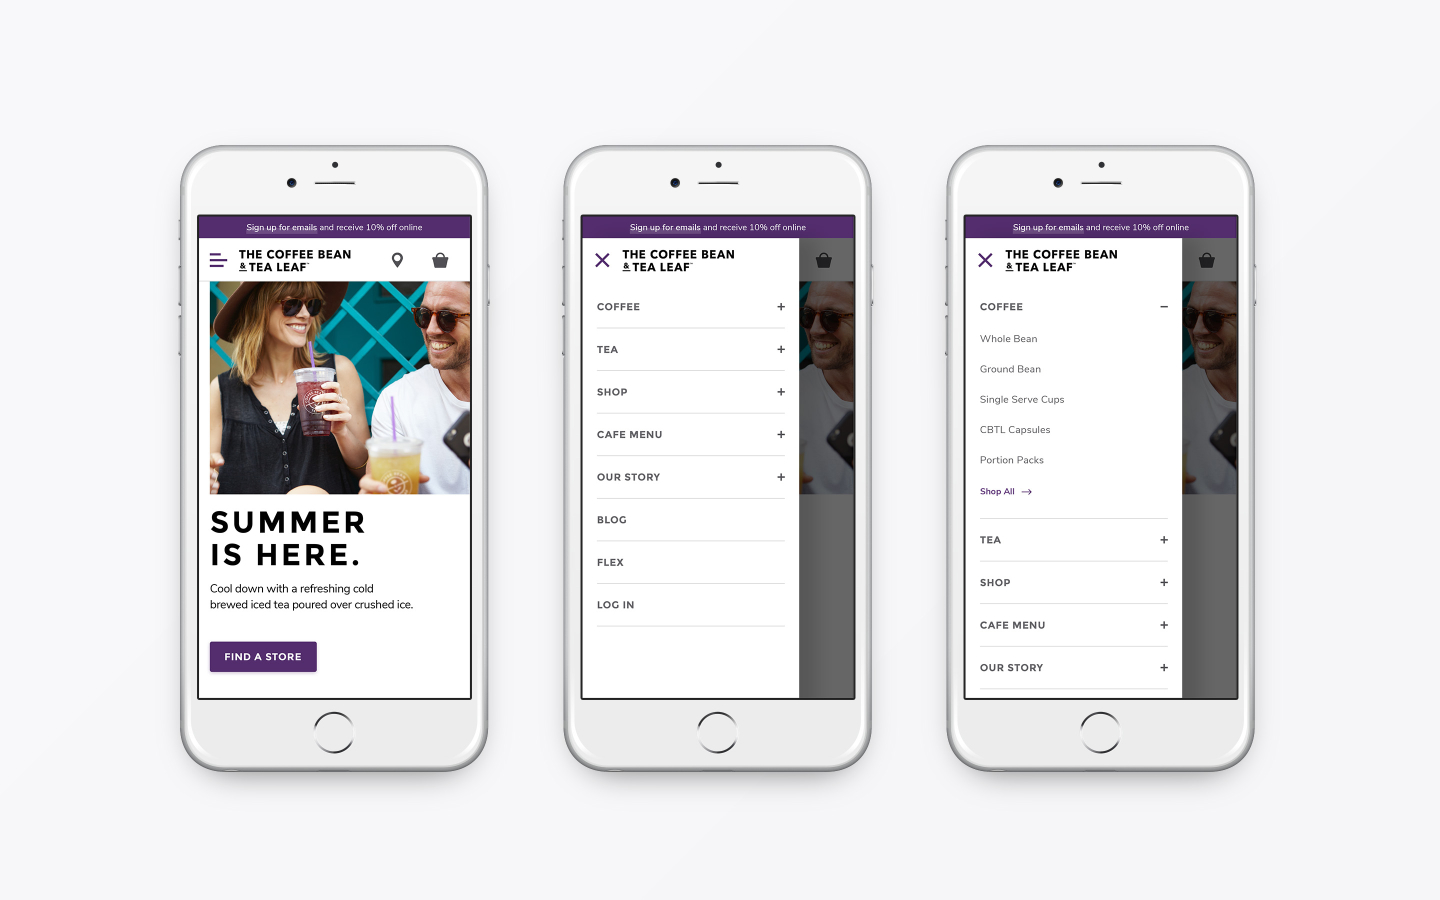 Sign up for emails and receive 10% off online
THE COFFEE BEAN
& TEA LEAF™
SUMMER
IS HERE.
Cool down with a refreshing cold
brewed iced tea poured over crushed ice.
FIND A STORE
Sign up for emails and receive 10% off online
THE COFFEE BEAN
& TEA LEAF™
COFFEE +
TEA +
SHOP +
CAFE MENU +
OUR STORY +
BLOG
FLEX
LOG IN
Sign up for emails and receive 10% off online
THE COFFEE BEAN
& TEA LEAF™
COFFEE −
Whole Bean
Ground Bean
Single Serve Cups
CBTL Capsules
Portion Packs
Shop All →
TEA +
SHOP +
CAFE MENU +
OUR STORY +